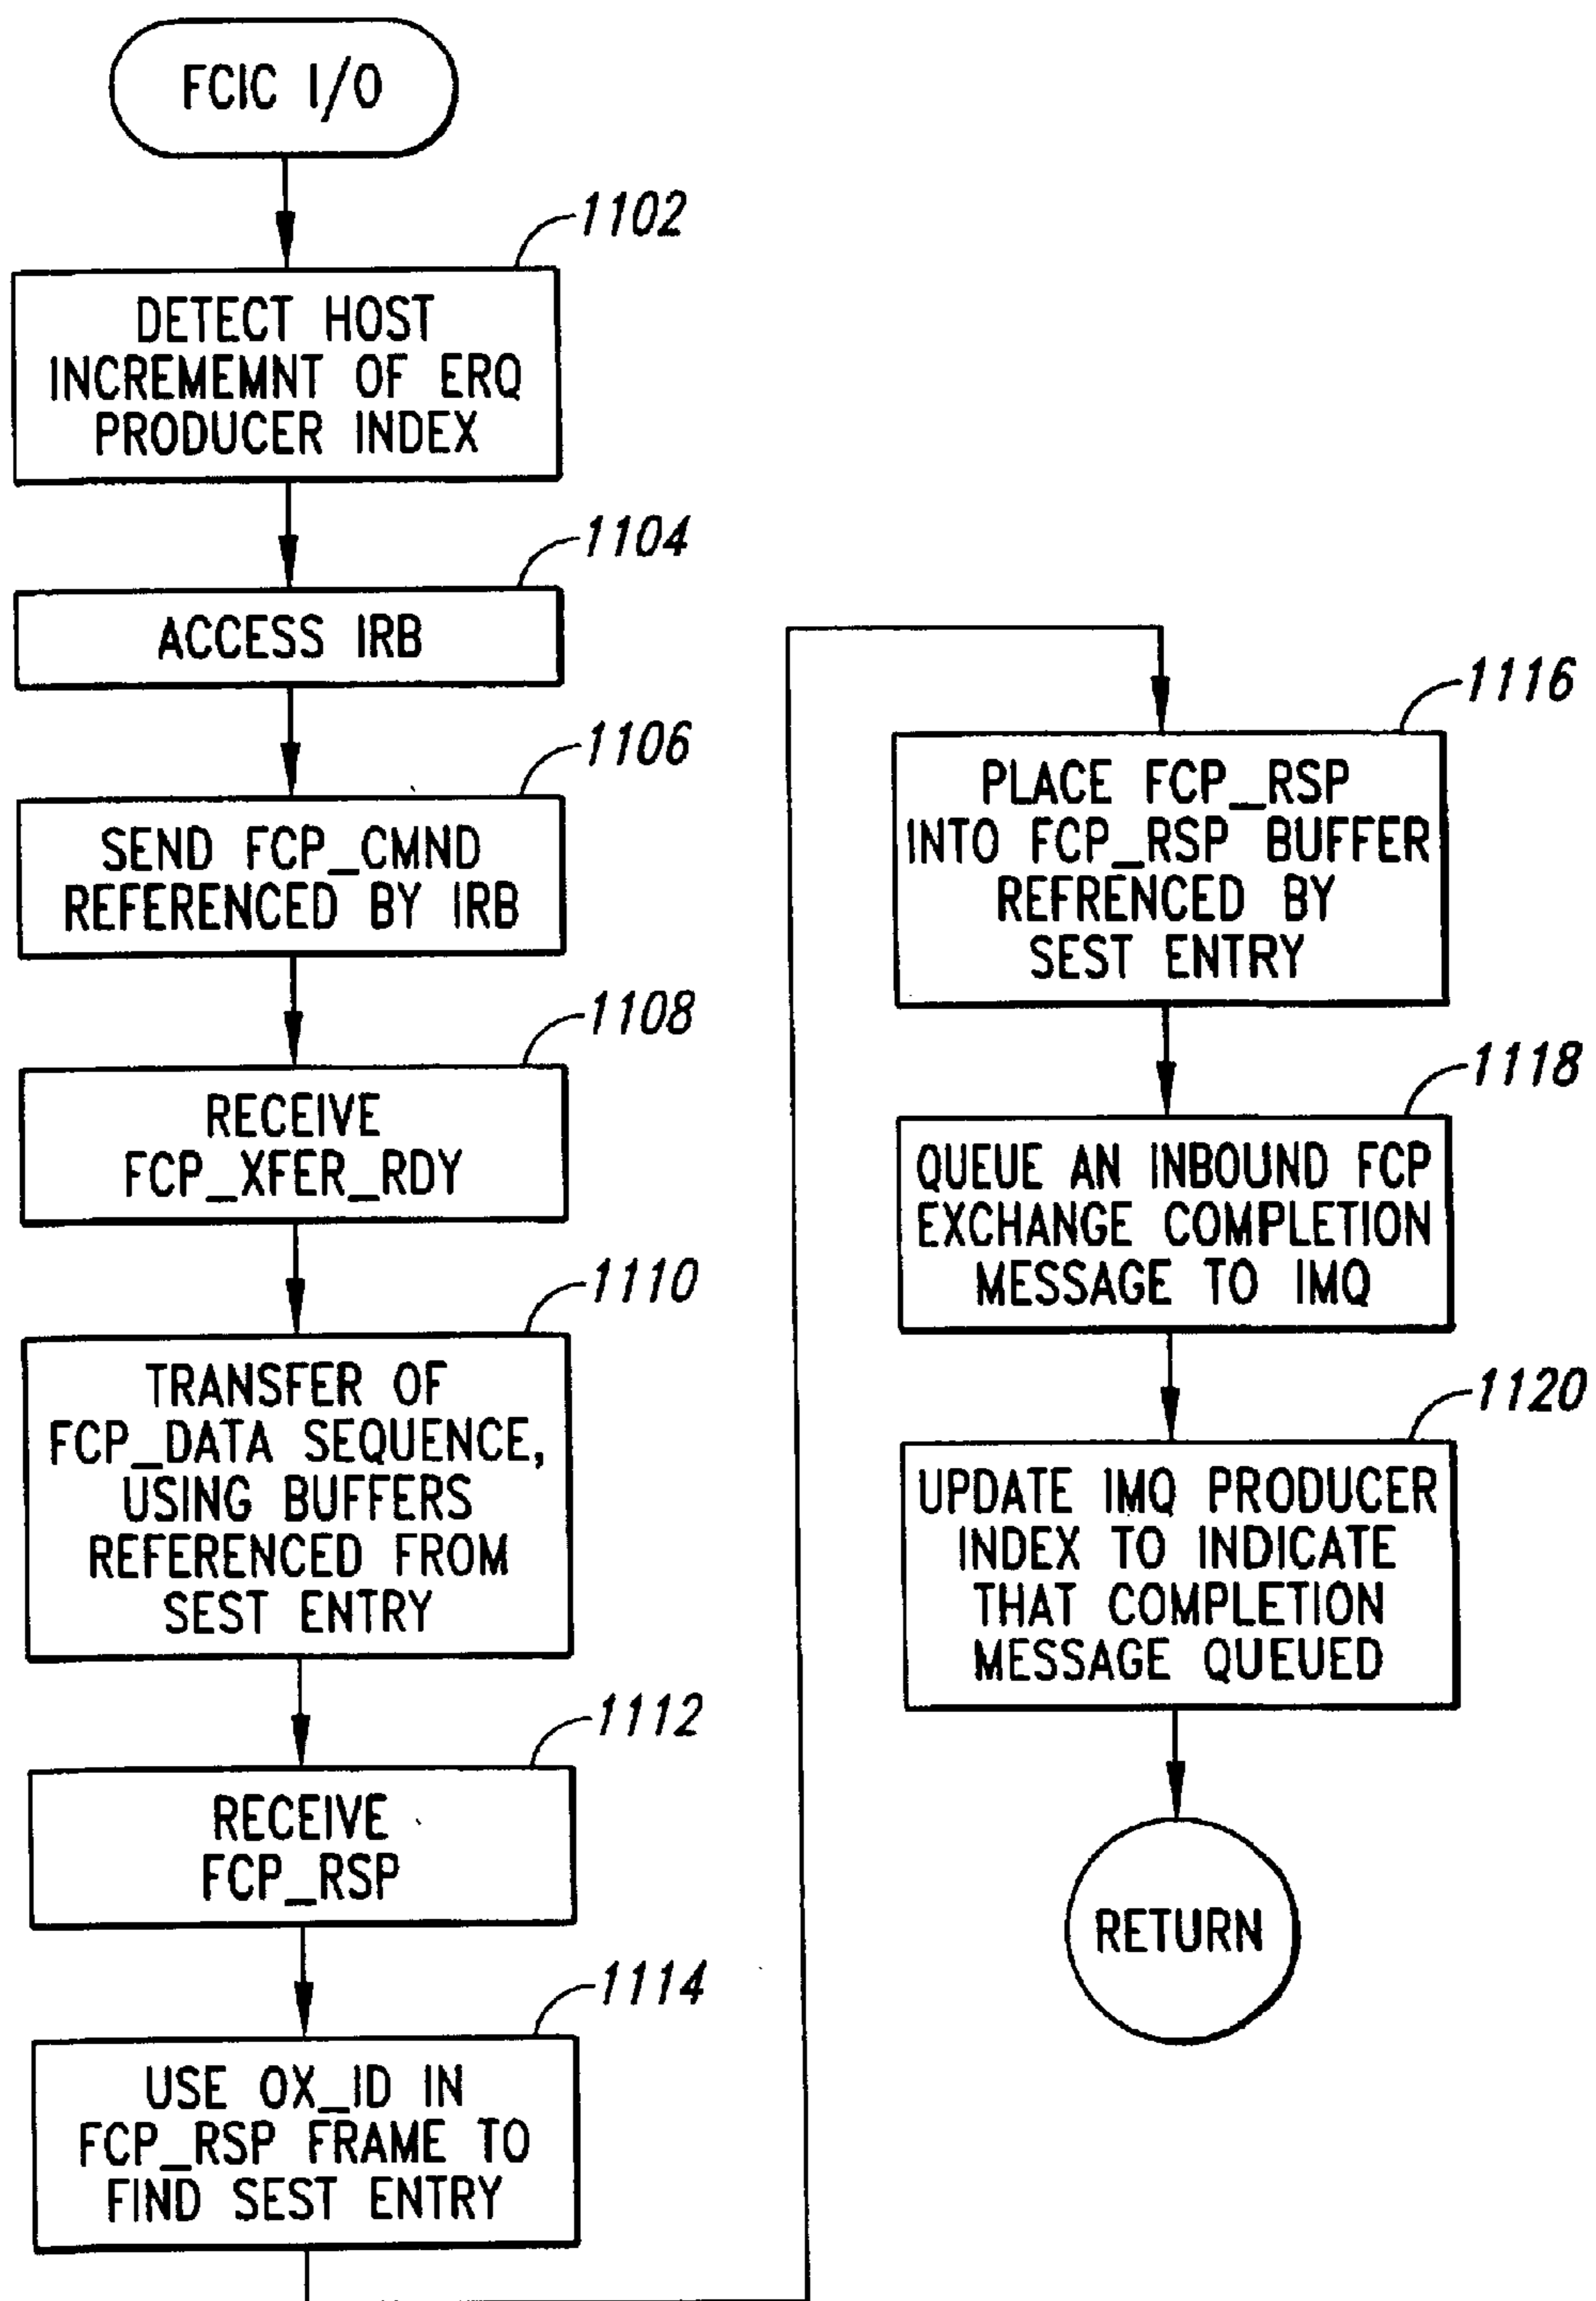 FCIC I/O
1102
DETECT HOST
INCREMEMNT OF ERQ
PRODUCER INDEX
1104
ACCESS IRB
1106
SEND FCP_CMND
REFERENCED BY IRB
1108
RECEIVE
FCP_XFER_RDY
1110
TRANSFER OF
FCP_DATA SEQUENCE,
USING BUFFERS
REFERENCED FROM
SEST ENTRY
1112
RECEIVE
FCP_RSP
1114
USE OX_ID IN
FCP_RSP FRAME TO
FIND SEST ENTRY
1116
PLACE FCP_RSP
INTO FCP_RSP BUFFER
REFRENCED BY
SEST ENTRY
1118
QUEUE AN INBOUND FCP
EXCHANGE COMPLETION
MESSAGE TO IMQ
1120
UPDATE IMQ PRODUCER
INDEX TO INDICATE
THAT COMPLETION
MESSAGE QUEUED
RETURN